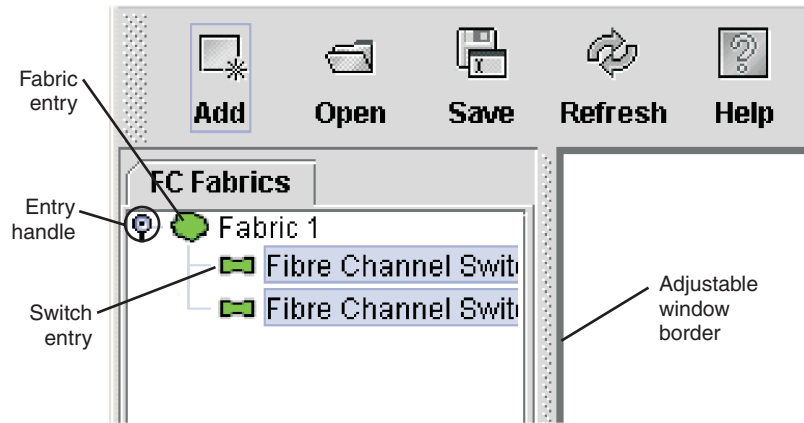 Add Open Save Refresh Help
Fabric
entry
FC Fabrics
Entry
handle
Fabric 1
Fibre Channel Swit
Fibre Channel Swit
Switch
entry
Adjustable
window
border